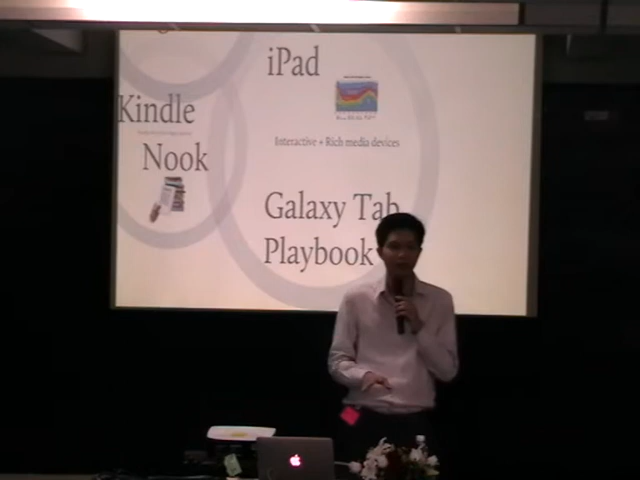 iPad
Kindle
Interactive + Rich media devices
Nook
Galaxy Tab
Playbook